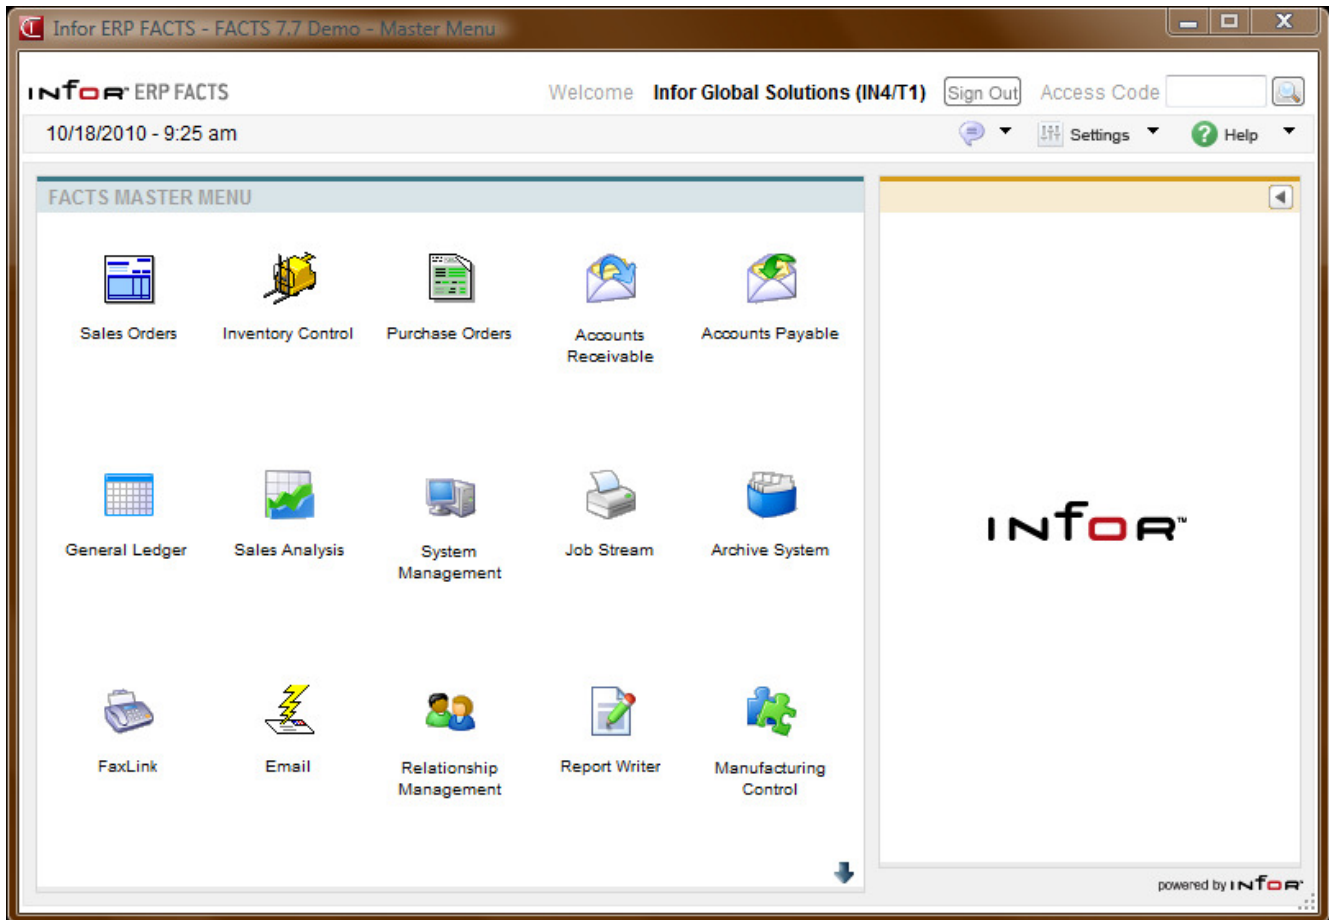 Infor ERP FACTS - FACTS 7.7 Demo - Master Menu
INfoR ERP FACTS
Welcome Infor Global Solutions (IN4/T1) Sign Out Access Code
10/18/2010 - 9:25 am
Settings
Help
FACTS MASTER MENU
Sales Orders
Inventory Control
Purchase Orders
Accounts
Receivable
Accounts Payable
General Ledger
Sales Analysis
System
Management
Job Stream
Archive System
FaxLink
Email
Relationship
Management
Report Writer
Manufacturing
Control
INfoR™
powered by INfoR